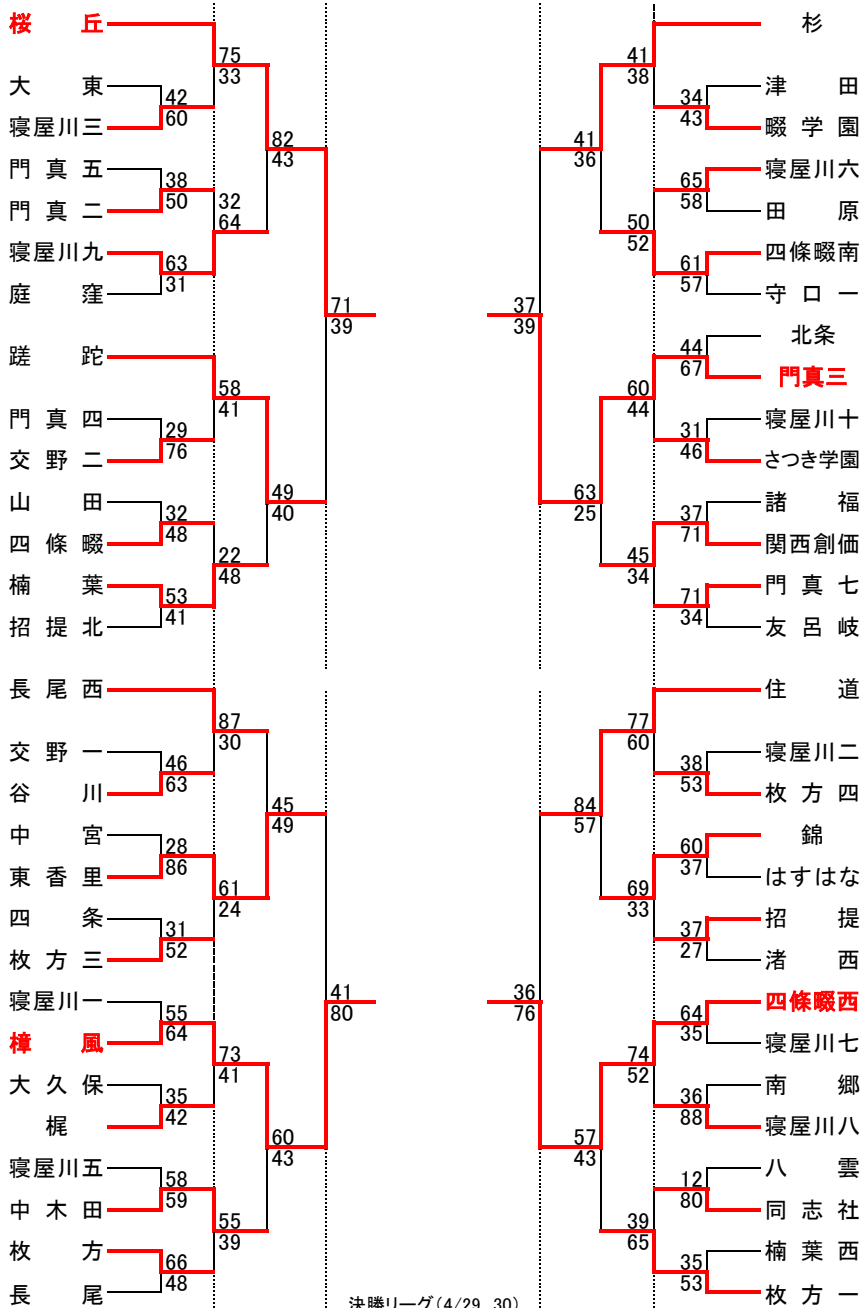 桜丘
杉
75
33
41
38
大東
津田
42
60
34
43
寝屋川三
畷学園
82
43
41
36
門真五
寝屋川六
38
50
65
58
門真二
田原
32
64
50
52
寝屋川九
四條畷南
63
31
61
57
庭窪
守口一
71
39
37
39
北条
44
67
蹉跎
門真三
58
41
60
44
門真四
寝屋川十
29
76
31
46
交野二
さつき学園
49
40
63
25
山田
諸福
32
48
37
71
四條畷
関西創価
22
48
45
34
楠葉
門真七
53
41
71
34
招提北
友呂岐
長尾西
住道
87
30
77
60
交野一
寝屋川二
46
63
38
53
谷川
枚方四
45
49
84
57
中宮
錦
28
86
60
37
東香里
はすはな
61
24
69
33
四条
招提
31
52
37
27
枚方三
渚西
41
80
36
76
寝屋川一
四條畷西
55
64
64
35
樟風
寝屋川七
73
41
74
52
大久保
南郷
35
42
36
88
梶
寝屋川八
60
43
57
43
寝屋川五
八雲
58
59
12
80
中木田
同志社
55
39
39
65
枚方
楠葉西
66
48
35
53
長尾
枚方一
決勝リーグ(4/29、30)